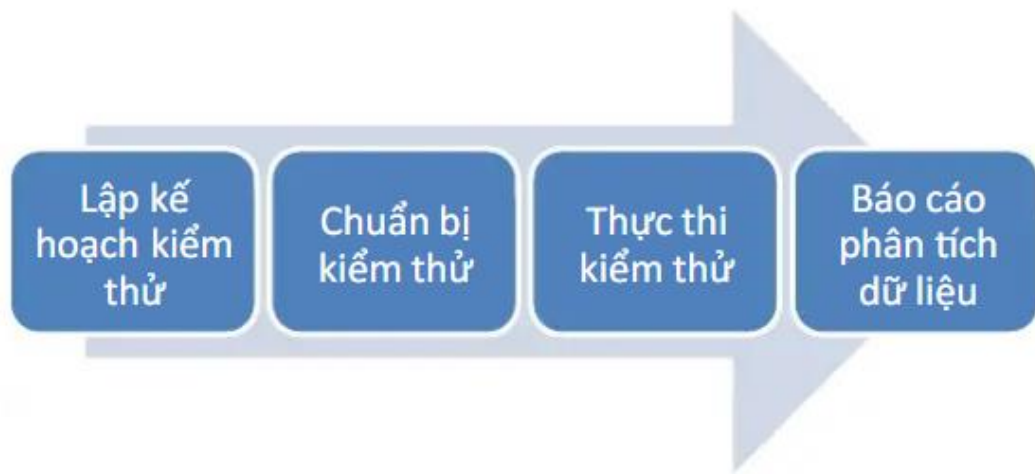 Lập kế
hoạch kiểm
thử
Chuẩn bị
kiểm thử
Thực thi
kiểm thử
Báo cáo
phân tích
dữ liệu